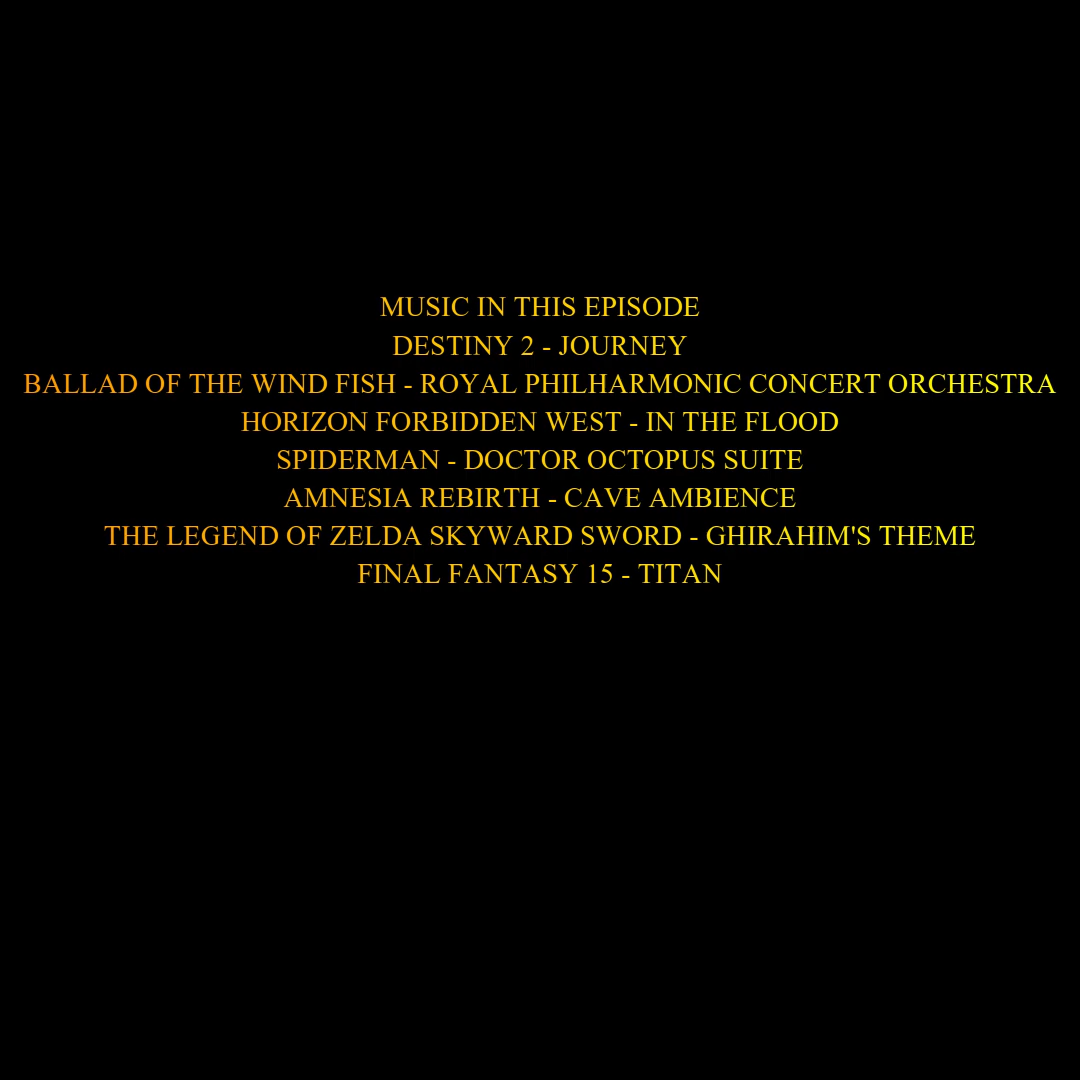 MUSIC IN THIS EPISODE
DESTINY 2 - JOURNEY
BALLAD OF THE WIND FISH - ROYAL PHILHARMONIC CONCERT ORCHESTRA
HORIZON FORBIDDEN WEST - IN THE FLOOD
SPIDERMAN - DOCTOR OCTOPUS SUITE
AMNESIA REBIRTH - CAVE AMBIENCE
THE LEGEND OF ZELDA SKYWARD SWORD - GHIRAHIM'S THEME
FINAL FANTASY 15 - TITAN